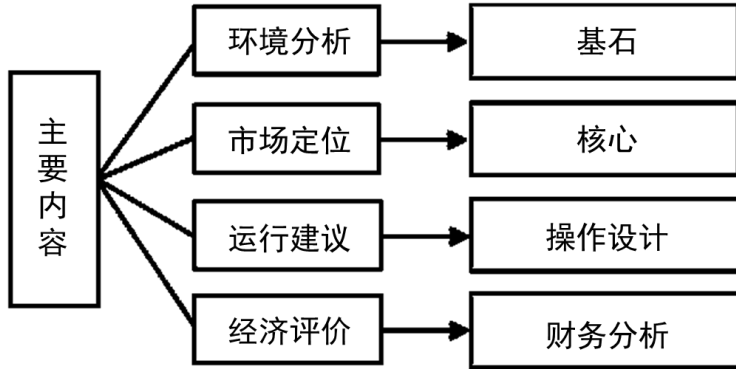 主要内容
环境分析
基石
市场定位
核心
运行建议
操作设计
经济评价
财务分析